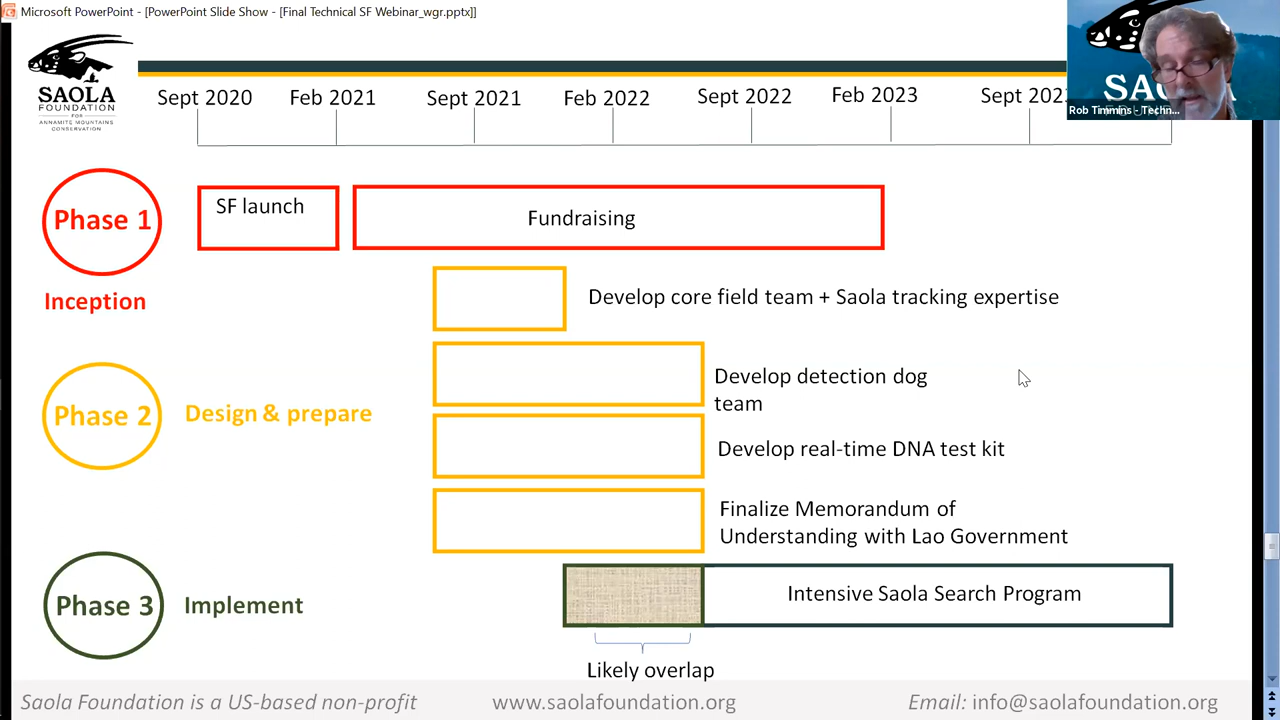 Microsoft PowerPoint - [PowerPoint Slide Show - [Final Technical SF Webinar_wgr.pptx]]
SAOLA
FOUNDATION
FOR
ANNAMITE MOUNTAINS
CONSERVATION
Sept 2020 Feb 2021 Sept 2021 Feb 2022 Sept 2022 Feb 2023 Sept
Rob Timmins - Techn...
Phase 1
SF launch
Fundraising
Inception
Develop core field team + Saola tracking expertise
Phase 2
Design & prepare
Develop detection dog
team
Develop real-time DNA test kit
Finalize Memorandum of
Understanding with Lao Government
Phase 3
Implement
Intensive Saola Search Program
Likely overlap
Saola Foundation is a US-based non-profit www.saolafoundation.org Email: info@saolafoundation.org